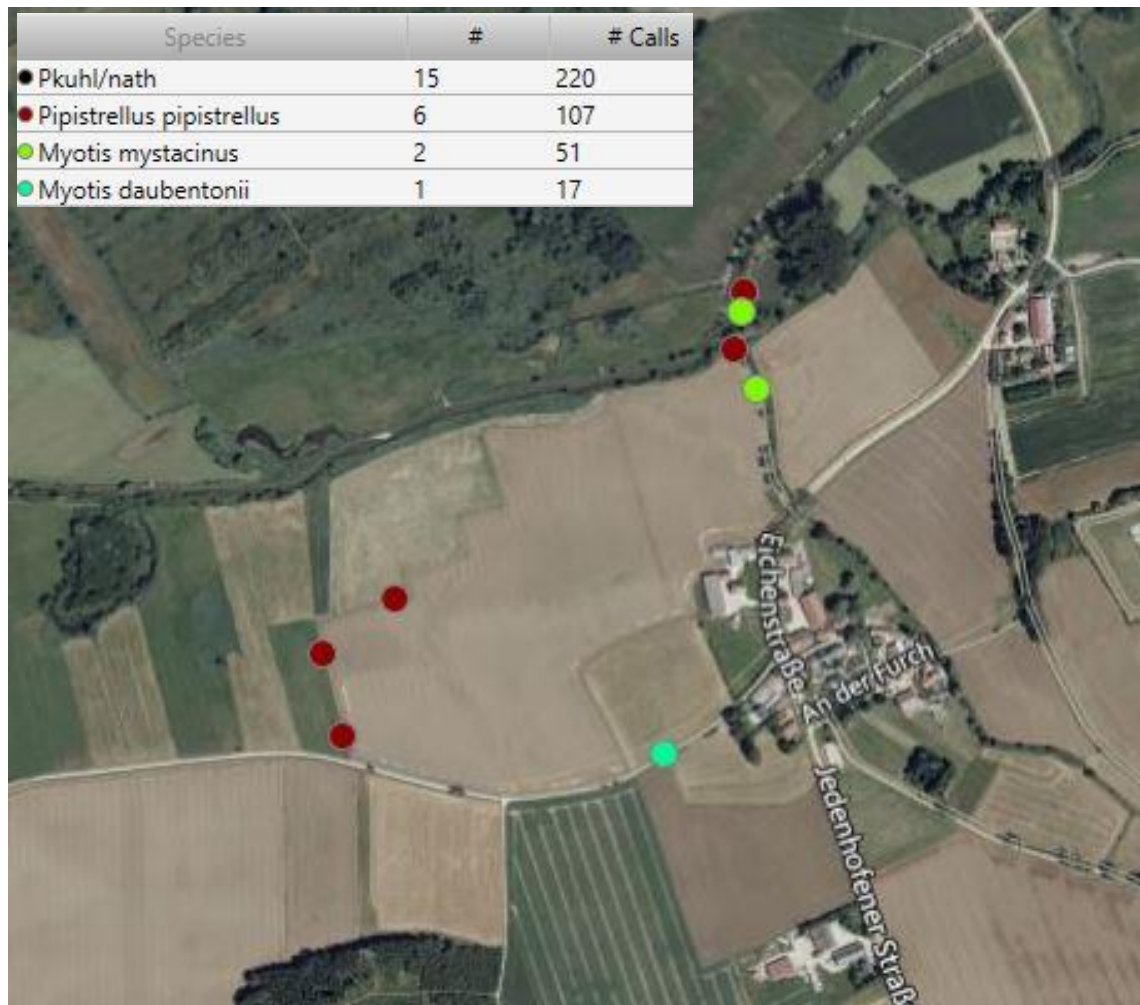 Species # # Calls
Pkuhl/nath 15 220
Pipistrellus pipistrellus 6 107
Myotis mystacinus 2 51
Myotis daubentonii 1 17
Eichenstraße
An der Furch
Jedenhofener Straß